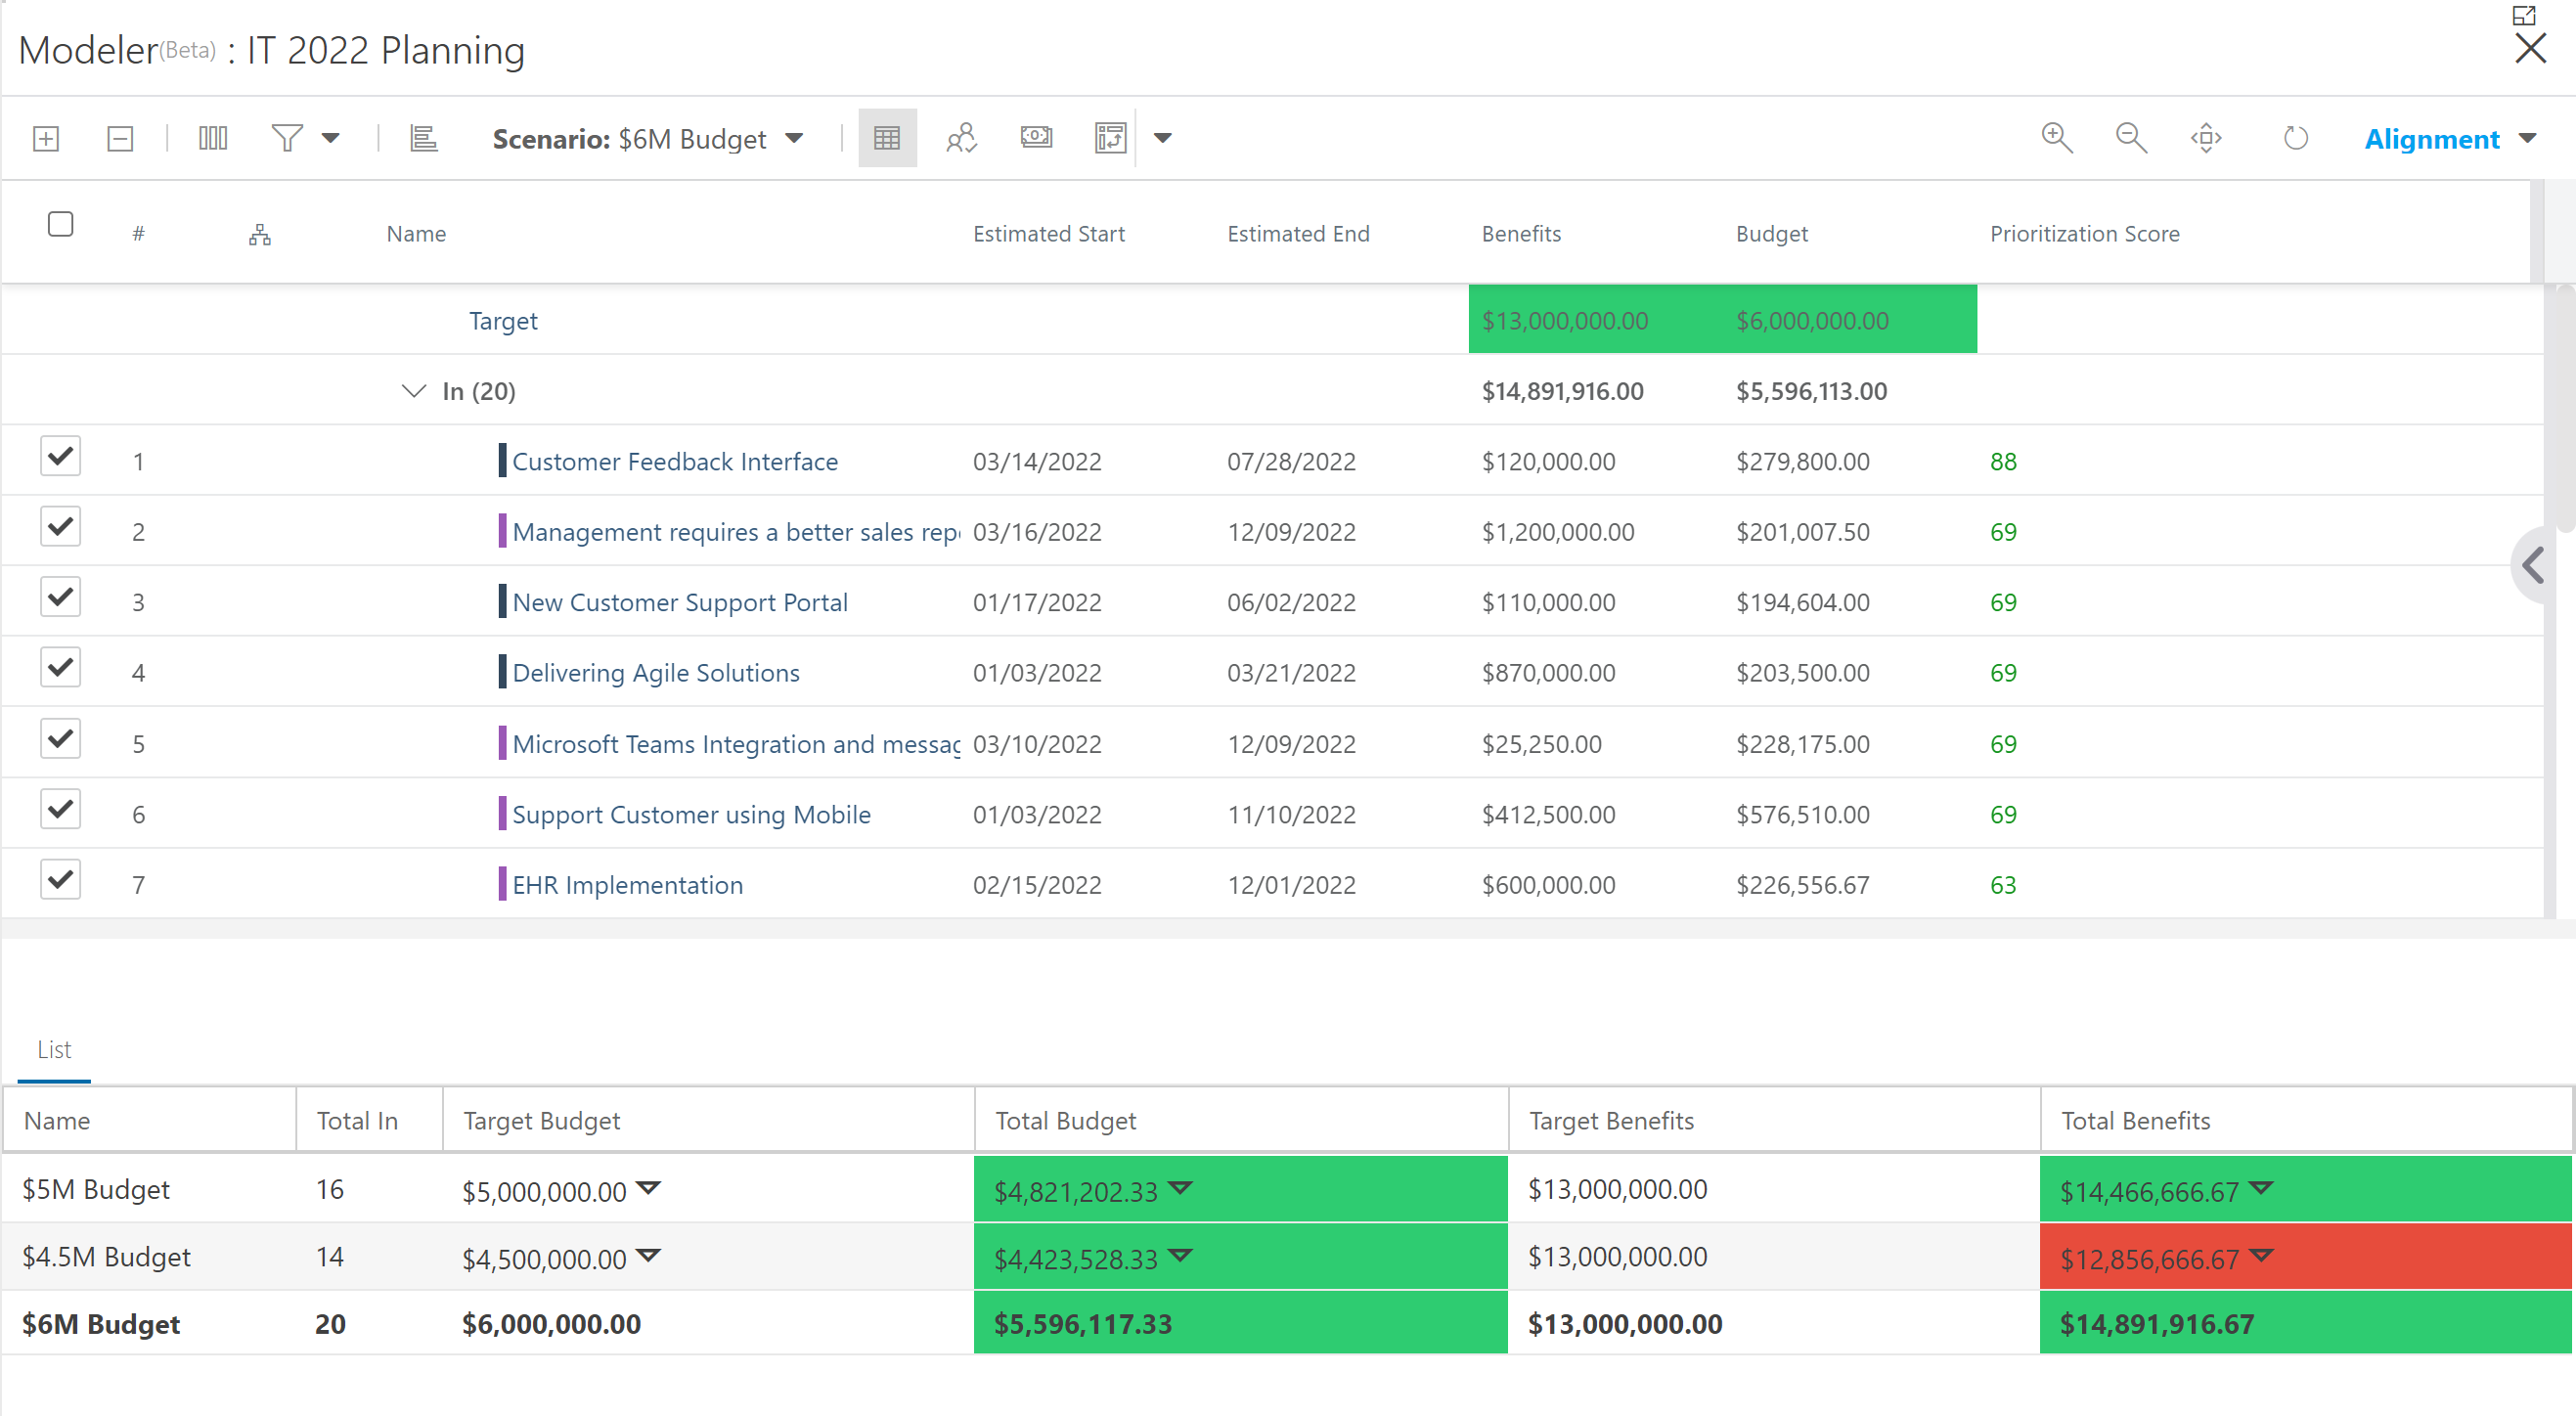 Modeler(Beta) : IT 2022 Planning
Scenario: $6M Budget
Alignment
# Name Estimated Start Estimated End Benefits Budget Prioritization Score
Target $13,000,000.00 $6,000,000.00
In (20) $14,891,916.00 $5,596,113.00
1 Customer Feedback Interface 03/14/2022 07/28/2022 $120,000.00 $279,800.00 88
2 Management requires a better sales rep 03/16/2022 12/09/2022 $1,200,000.00 $201,007.50 69
3 New Customer Support Portal 01/17/2022 06/02/2022 $110,000.00 $194,604.00 69
4 Delivering Agile Solutions 01/03/2022 03/21/2022 $870,000.00 $203,500.00 69
5 Microsoft Teams Integration and messag 03/10/2022 12/09/2022 $25,250.00 $228,175.00 69
6 Support Customer using Mobile 01/03/2022 11/10/2022 $412,500.00 $576,510.00 69
7 EHR Implementation 02/15/2022 12/01/2022 $600,000.00 $226,556.67 63
List
Name Total In Target Budget Total Budget Target Benefits Total Benefits
$5M Budget 16 $5,000,000.00 $4,821,202.33 $13,000,000.00 $14,466,666.67
$4.5M Budget 14 $4,500,000.00 $4,423,528.33 $13,000,000.00 $12,856,666.67
$6M Budget 20 $6,000,000.00 $5,596,117.33 $13,000,000.00 $14,891,916.67